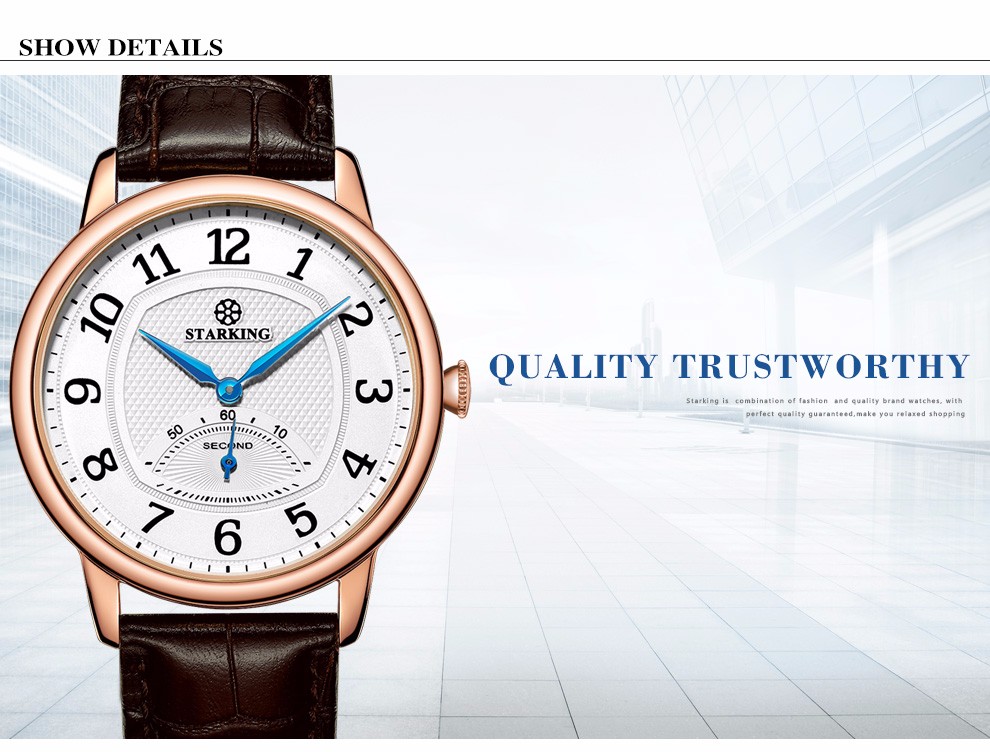 SHOW DETAILS
12
11
1
10
2
STARKING
QUALITY TRUSTWORTHY
9
3
Starking is combination of fashion and quality brand watches, with
perfect quality guaranteed,make you relaxed shopping
60
50
10
SECOND
8
4
7
5
6